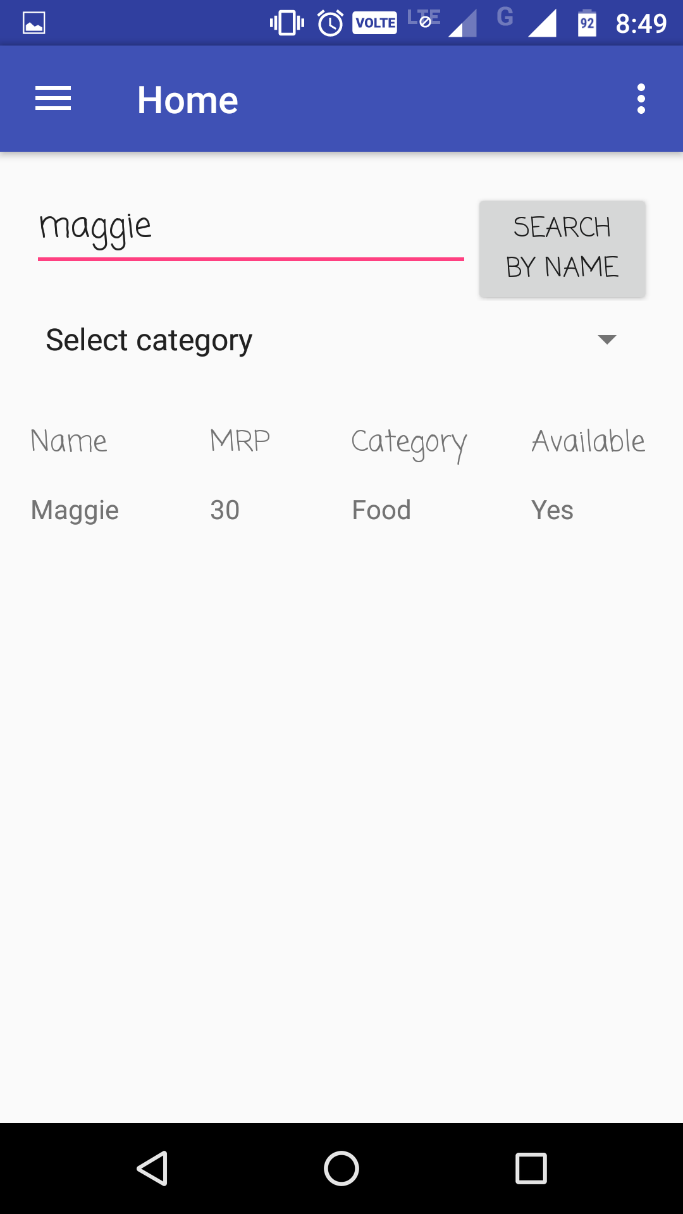 VOLTE LTE G 92 8:49
Home
maggie
SEARCH
BY NAME
Select category
Name MRP Category Available
Maggie 30 Food Yes